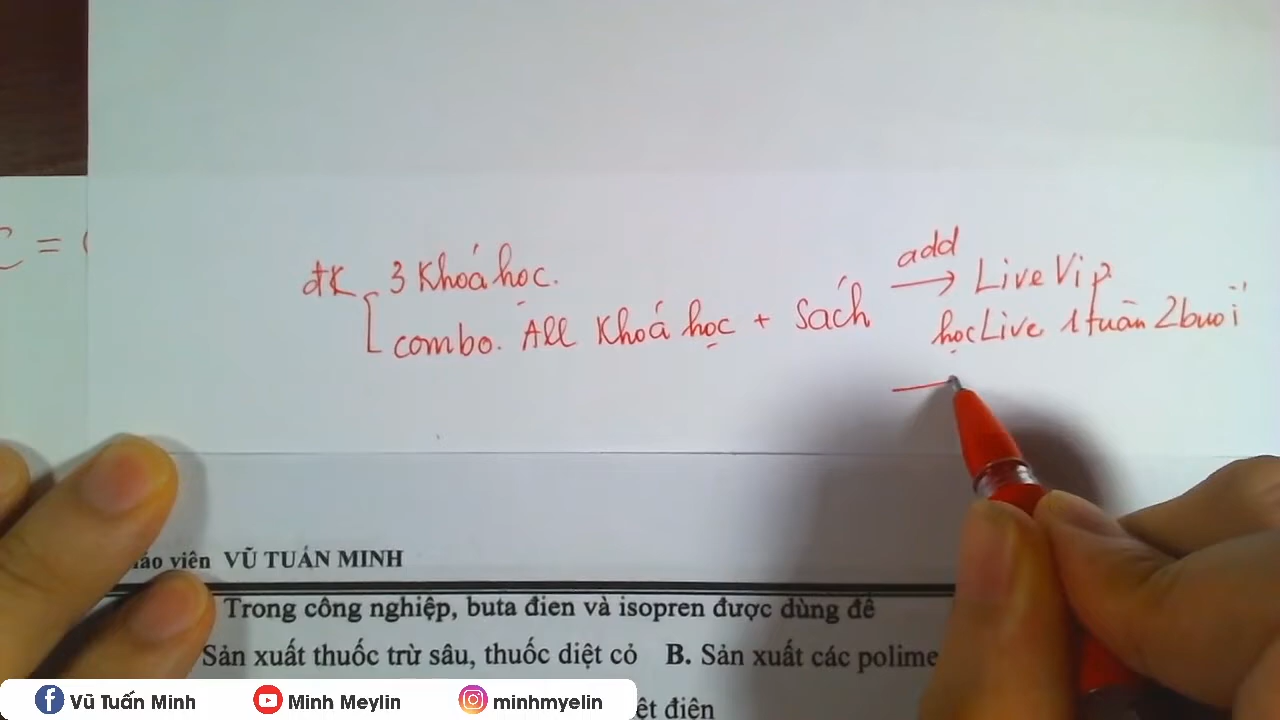 C =
đk 3 Khoá học.
combo. All Khoá học + Sách
add
→ Live Vip
học Live 1 tuần 2 buổi
áo viên VŨ TUẤN MINH
Trong công nghiệp, buta đien và isopren được dùng để
Sản xuất thuốc trừ sâu, thuốc diệt cỏ B. Sản xuất các polime
ệt điện
Vũ Tuấn Minh
Minh Meylin
minhmyelin